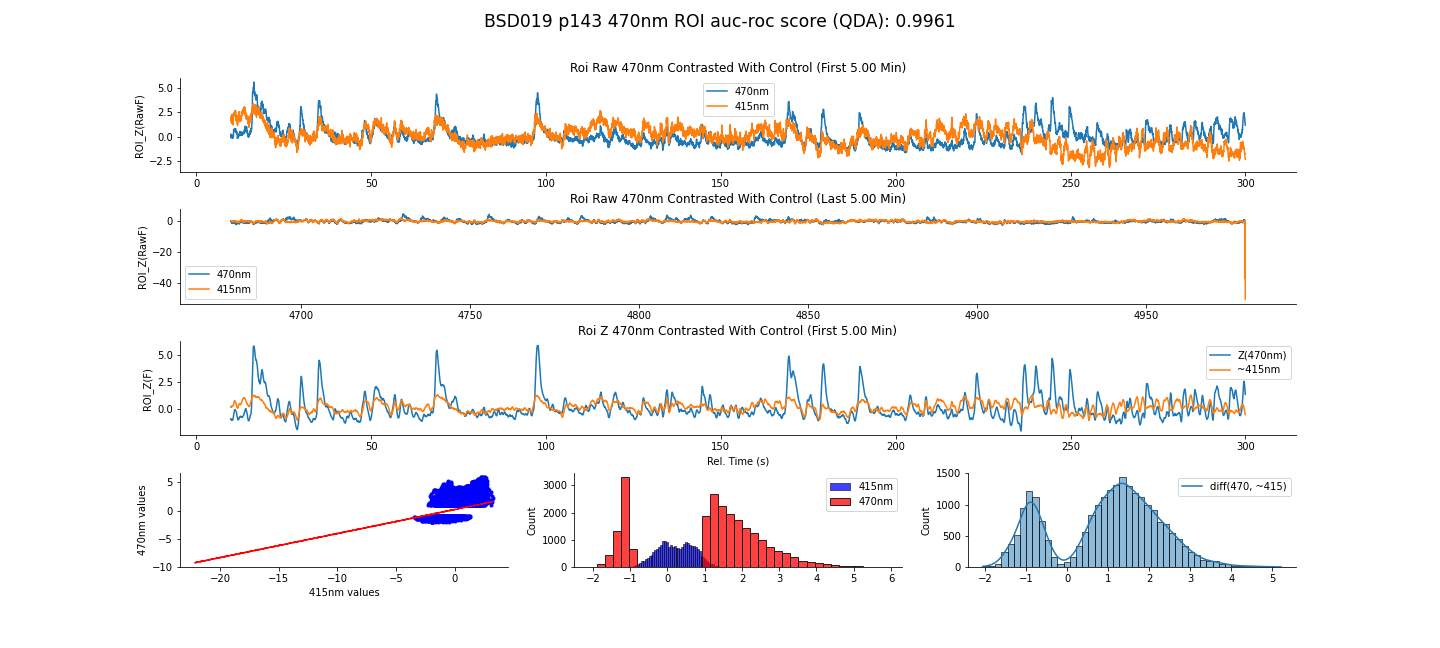 BSD019 p143 470nm ROI auc-roc score (QDA): 0.9961
Roi Raw 470nm Contrasted With Control (First 5.00 Min)
ROI_Z(RawF)
5.0
2.5
0.0
−2.5
470nm
415nm
0 50 100 150 200 250 300
Roi Raw 470nm Contrasted With Control (Last 5.00 Min)
ROI_Z(RawF)
0
−20
−40
470nm
415nm
4700 4750 4800 4850 4900 4950
Roi Z 470nm Contrasted With Control (First 5.00 Min)
ROI_Z(F)
5.0
2.5
0.0
Z(470nm)
~415nm
0 50 100 150 200 250 300
Rel. Time (s)
470nm values
5
0
−5
−10
−20 −15 −10 −5 0
415nm values
Count
3000
2000
1000
0
415nm
470nm
−2 −1 0 1 2 3 4 5 6
Count
1500
1000
500
0
diff(470, ~415)
−2 −1 0 1 2 3 4 5